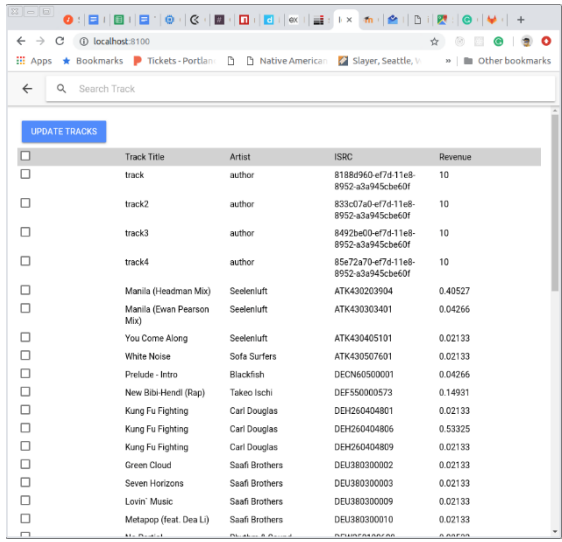 localhost:8100
Apps Bookmarks Tickets - Portlan Native American Slayer, Seattle, W » Other bookmarks
Search Track
UPDATE TRACKS
Track Title Artist ISRC Revenue
track author 8188d960-ef7d-11e8- 10
8952-a3a945cbe60f
track2 author 833c07a0-ef7d-11e8- 10
8952-a3a945cbe60f
track3 author 8492be00-ef7d-11e8- 10
8952-a3a945cbe60f
track4 author 85e72a70-ef7d-11e8- 10
8952-a3a945cbe60f
Manila (Headman Mix) Seelenluft ATK430203904 0.40527
Manila (Ewan Pearson Seelenluft ATK430303401 0.04266
Mix)
You Come Along Seelenluft ATK430405101 0.02133
White Noise Sofa Surfers ATK430507601 0.02133
Prelude - Intro Blackfish DECN60500001 0.04266
New Bibi-Hendl (Rap) Takeo Ischi DEF550000573 0.14931
Kung Fu Fighting Carl Douglas DEH260404801 0.02133
Kung Fu Fighting Carl Douglas DEH260404806 0.53325
Kung Fu Fighting Carl Douglas DEH260404809 0.02133
Green Cloud Saafi Brothers DEU380300002 0.02133
Seven Horizons Saafi Brothers DEU380300003 0.02133
Lovin´ Music Saafi Brothers DEU380300009 0.02133
Metapop (feat. Dea Li) Saafi Brothers DEU380300010 0.02133